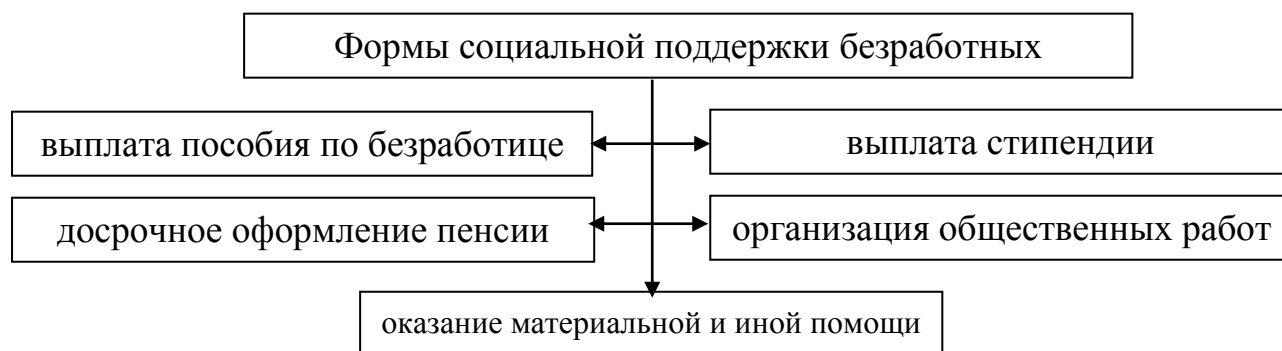 Формы социальной поддержки безработных
выплата пособия по безработице
выплата стипендии
досрочное оформление пенсии
организация общественных работ
оказание материальной и иной помощи